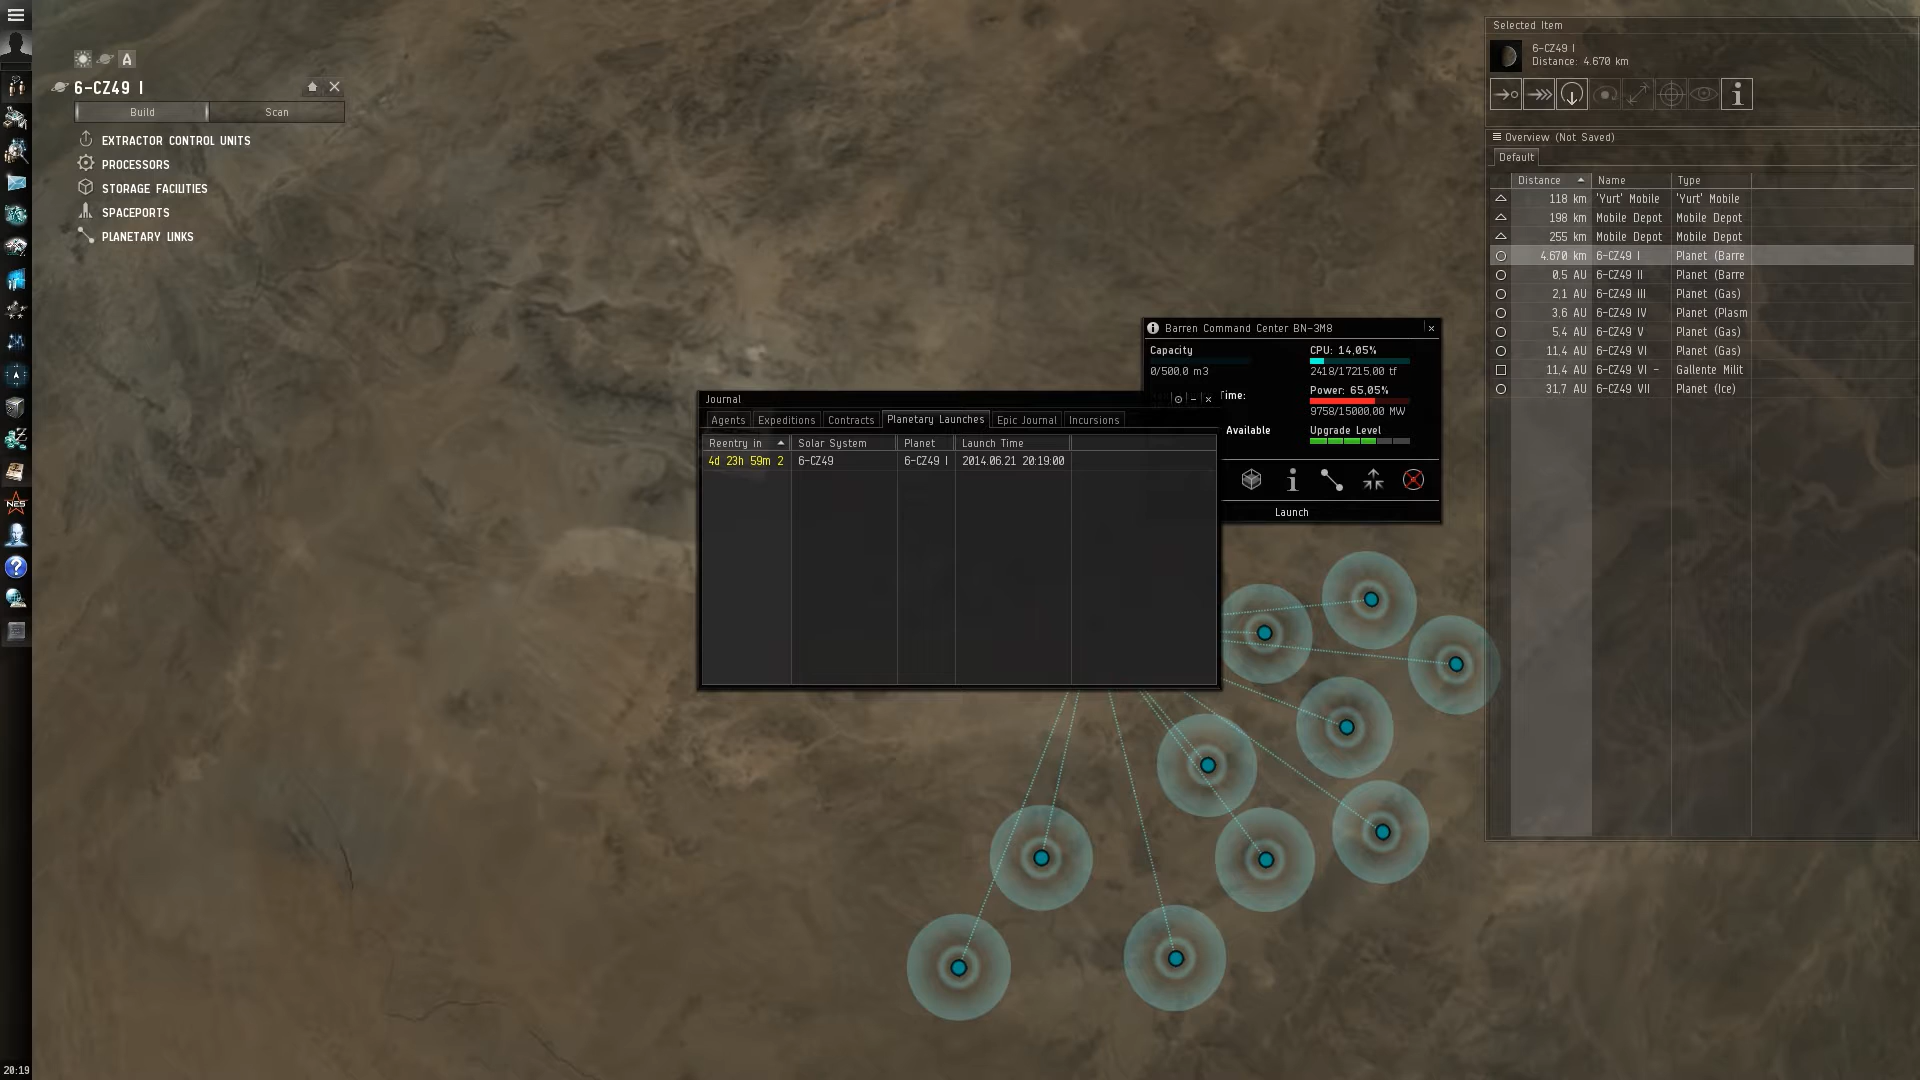 A
6-CZ49 I
Build
Scan
EXTRACTOR CONTROL UNITS
PROCESSORS
STORAGE FACILITIES
SPACEPORTS
PLANETARY LINKS
NES
20:19
Journal
Agents
Expeditions
Contracts
Planetary Launches
Epic Journal
Incursions
Reentry in
Solar System
Planet
Launch Time
4d 23h 59m 2
6-CZ49
6-CZ49 I
2014.06.21 20:19:00
Barren Command Center BN-3M8
Capacity
0/500,0 m3
CPU: 14,05%
2418/17215,00 tf
Time:
Power: 65,05%
9758/15000,00 MW
Available
Upgrade Level
Launch
Selected Item
6-CZ49 I
Distance: 4.670 km
Overview (Not Saved)
Default
Distance Name Type
118 km 'Yurt' Mobile 'Yurt' Mobile
198 km Mobile Depot Mobile Depot
255 km Mobile Depot Mobile Depot
4.670 km 6-CZ49 I Planet (Barre
0,5 AU 6-CZ49 II Planet (Barre
2,1 AU 6-CZ49 III Planet (Gas)
3,6 AU 6-CZ49 IV Planet (Plasm
5,4 AU 6-CZ49 V Planet (Gas)
11,4 AU 6-CZ49 VI Planet (Gas)
11,4 AU 6-CZ49 VI - Gallente Milit
31,7 AU 6-CZ49 VII Planet (Ice)